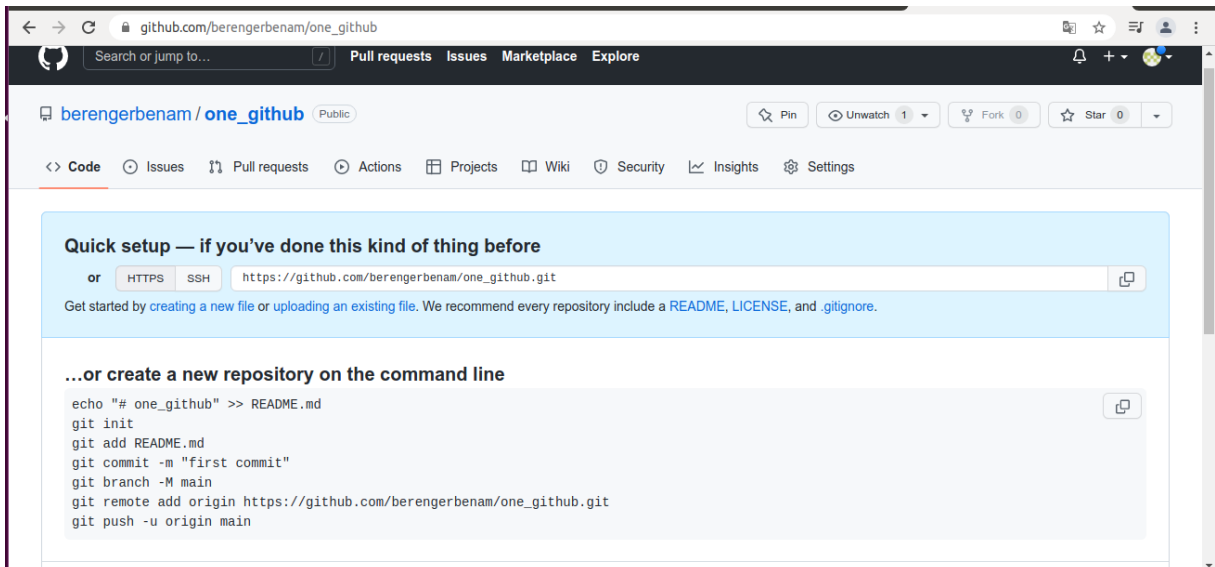 github.com/berengerbenam/one_github
Search or jump to... / Pull requests Issues Marketplace Explore
berengerbenam / one_github Public Pin Unwatch 1 Fork 0 Star 0
<> Code Issues Pull requests Actions Projects Wiki Security Insights Settings
Quick setup — if you’ve done this kind of thing before
or HTTPS SSH https://github.com/berengerbenam/one_github.git
Get started by creating a new file or uploading an existing file. We recommend every repository include a README, LICENSE, and .gitignore.
…or create a new repository on the command line
echo "# one_github" >> README.md
git init
git add README.md
git commit -m "first commit"
git branch -M main
git remote add origin https://github.com/berengerbenam/one_github.git
git push -u origin main